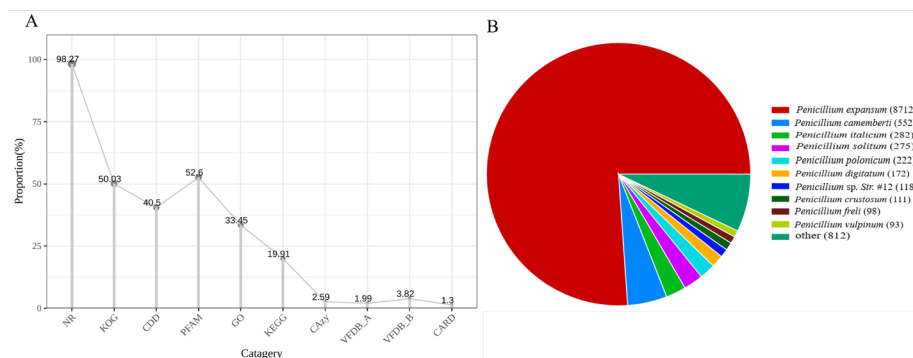 A
B
Proportion(%)
100
75
50
25
0
98.27
50.03
40.5
52.6
33.45
19.91
2.59
1.99
3.82
1.3
NR
KOG
CDD
PFAM
GO
KEGG
CAzy
VFDB_A
VFDB_B
CARD
Catagery
Penicillium expansum (8712
Penicillium camemberti (552
Penicillium italicum (282)
Penicillium solitum (275)
Penicillium polonicum (222
Penicillium digitatum (172)
Penicillium sp. Str. #12 (118
Penicillium crustosum (111)
Penicillium freli (98)
Penicillium vulpinum (93)
other (812)